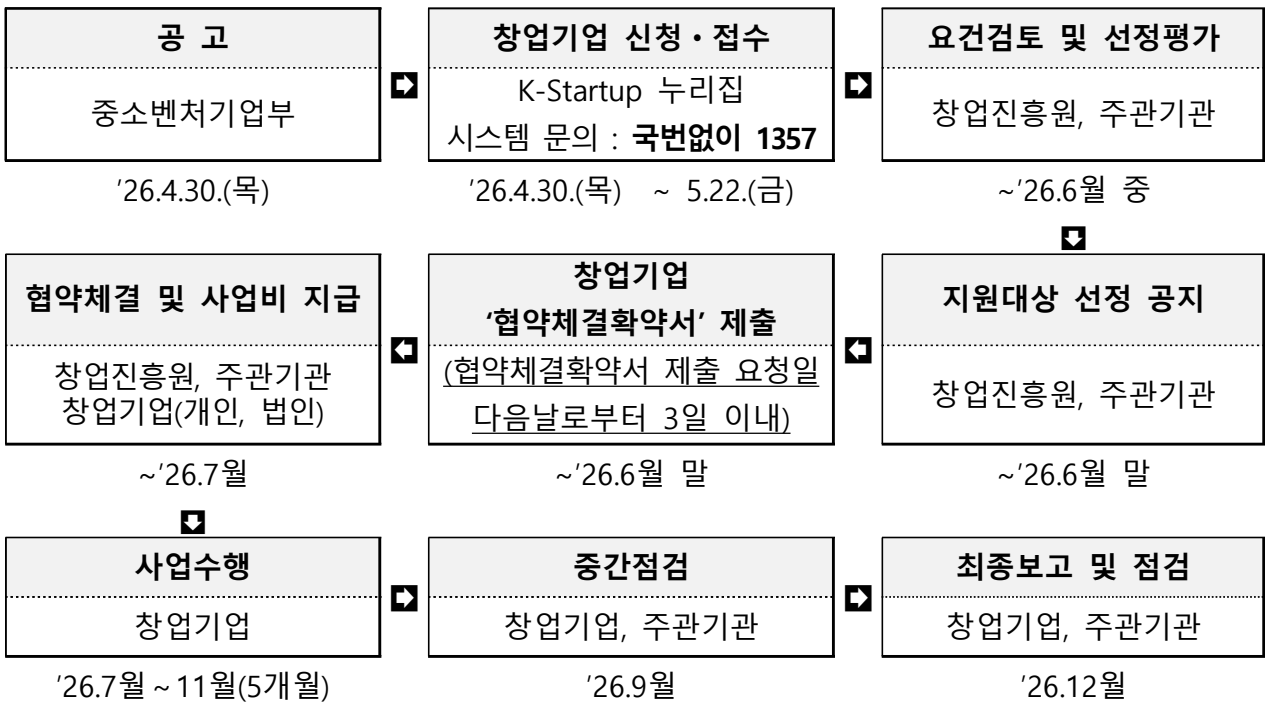 공 고
중소벤처기업부
'26.4.30.(목)
창업기업 신청・접수
K-Startup 누리집
시스템 문의 : 국번없이 1357
'26.4.30.(목) ~ 5.22.(금)
요건검토 및 선정평가
창업진흥원, 주관기관
~'26.6월 중
지원대상 선정 공지
창업진흥원, 주관기관
~'26.6월 말
창업기업
‘협약체결확약서’ 제출
(협약체결확약서 제출 요청일
다음날로부터 3일 이내)
~'26.6월 말
협약체결 및 사업비 지급
창업진흥원, 주관기관
창업기업(개인, 법인)
~'26.7월
사업수행
창업기업
'26.7월 ~ 11월(5개월)
중간점검
창업기업, 주관기관
'26.9월
최종보고 및 점검
창업기업, 주관기관
'26.12월